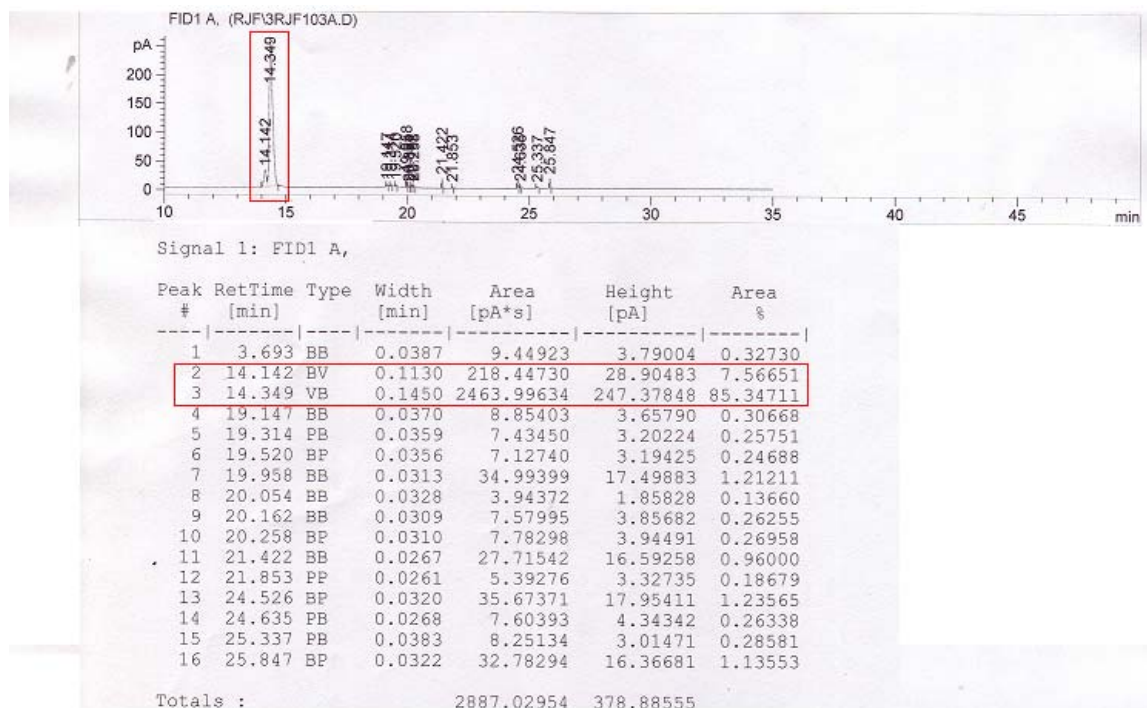 FID1 A, (RJF\3RJF103A.D)
pA
200
150
100
50
0
14.142
14.349
19.147
21.422
21.853
24.526
25.337
25.847
10 15 20 25 30 35 40 45 min
Signal 1: FID1 A,
Peak RetTime Type Width Area Height Area
# [min] [min] [pA*s] [pA] %
----|-------|----|-------|----------|----------|--------|
1 3.693 BB 0.0387 9.44923 3.79004 0.32730
2 14.142 BV 0.1130 218.44730 28.90483 7.56651
3 14.349 VB 0.1450 2463.99634 247.37848 85.34711
4 19.147 BB 0.0370 8.85403 3.65790 0.30668
5 19.314 PB 0.0359 7.43450 3.20224 0.25751
6 19.520 BP 0.0356 7.12740 3.19425 0.24688
7 19.958 BB 0.0313 34.99399 17.49883 1.21211
8 20.054 BB 0.0328 3.94372 1.85828 0.13660
9 20.162 BB 0.0309 7.57995 3.85682 0.26255
10 20.258 BP 0.0310 7.78298 3.94491 0.26958
11 21.422 BB 0.0267 27.71542 16.59258 0.96000
12 21.853 PP 0.0261 5.39276 3.32735 0.18679
13 24.526 BP 0.0320 35.67371 17.95411 1.23565
14 24.635 PB 0.0268 7.60393 4.34342 0.26338
15 25.337 PB 0.0383 8.25134 3.01471 0.28581
16 25.847 BP 0.0322 32.78294 16.36681 1.13553
Totals : 2887.02954 378.88555